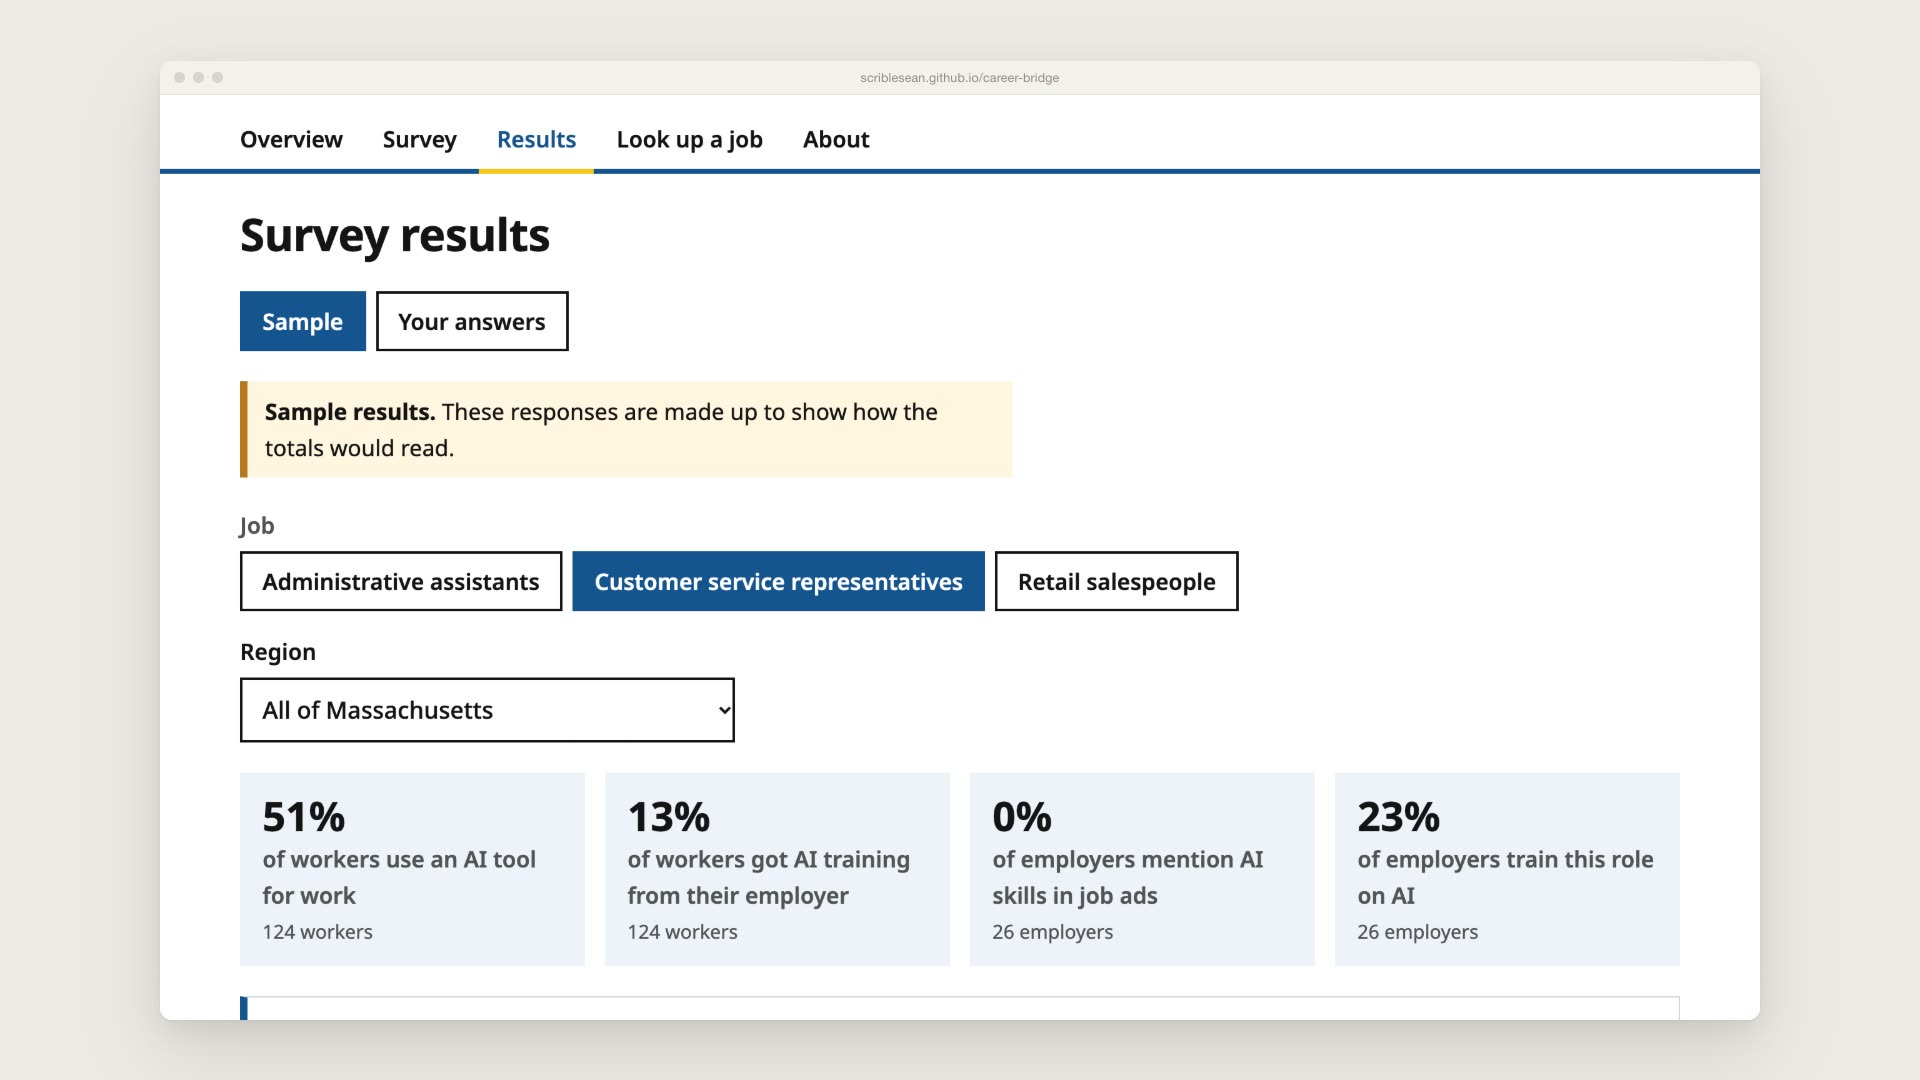 scriblesean.github.io/career-bridge
Overview Survey Results Look up a job About
Survey results
Sample Your answers
Sample results. These responses are made up to show how the
totals would read.
Job
Administrative assistants Customer service representatives Retail salespeople
Region
All of Massachusetts
51%
of workers use an AI tool
for work
124 workers
13%
of workers got AI training
from their employer
124 workers
0%
of employers mention AI
skills in job ads
26 employers
23%
of employers train this role
on AI
26 employers